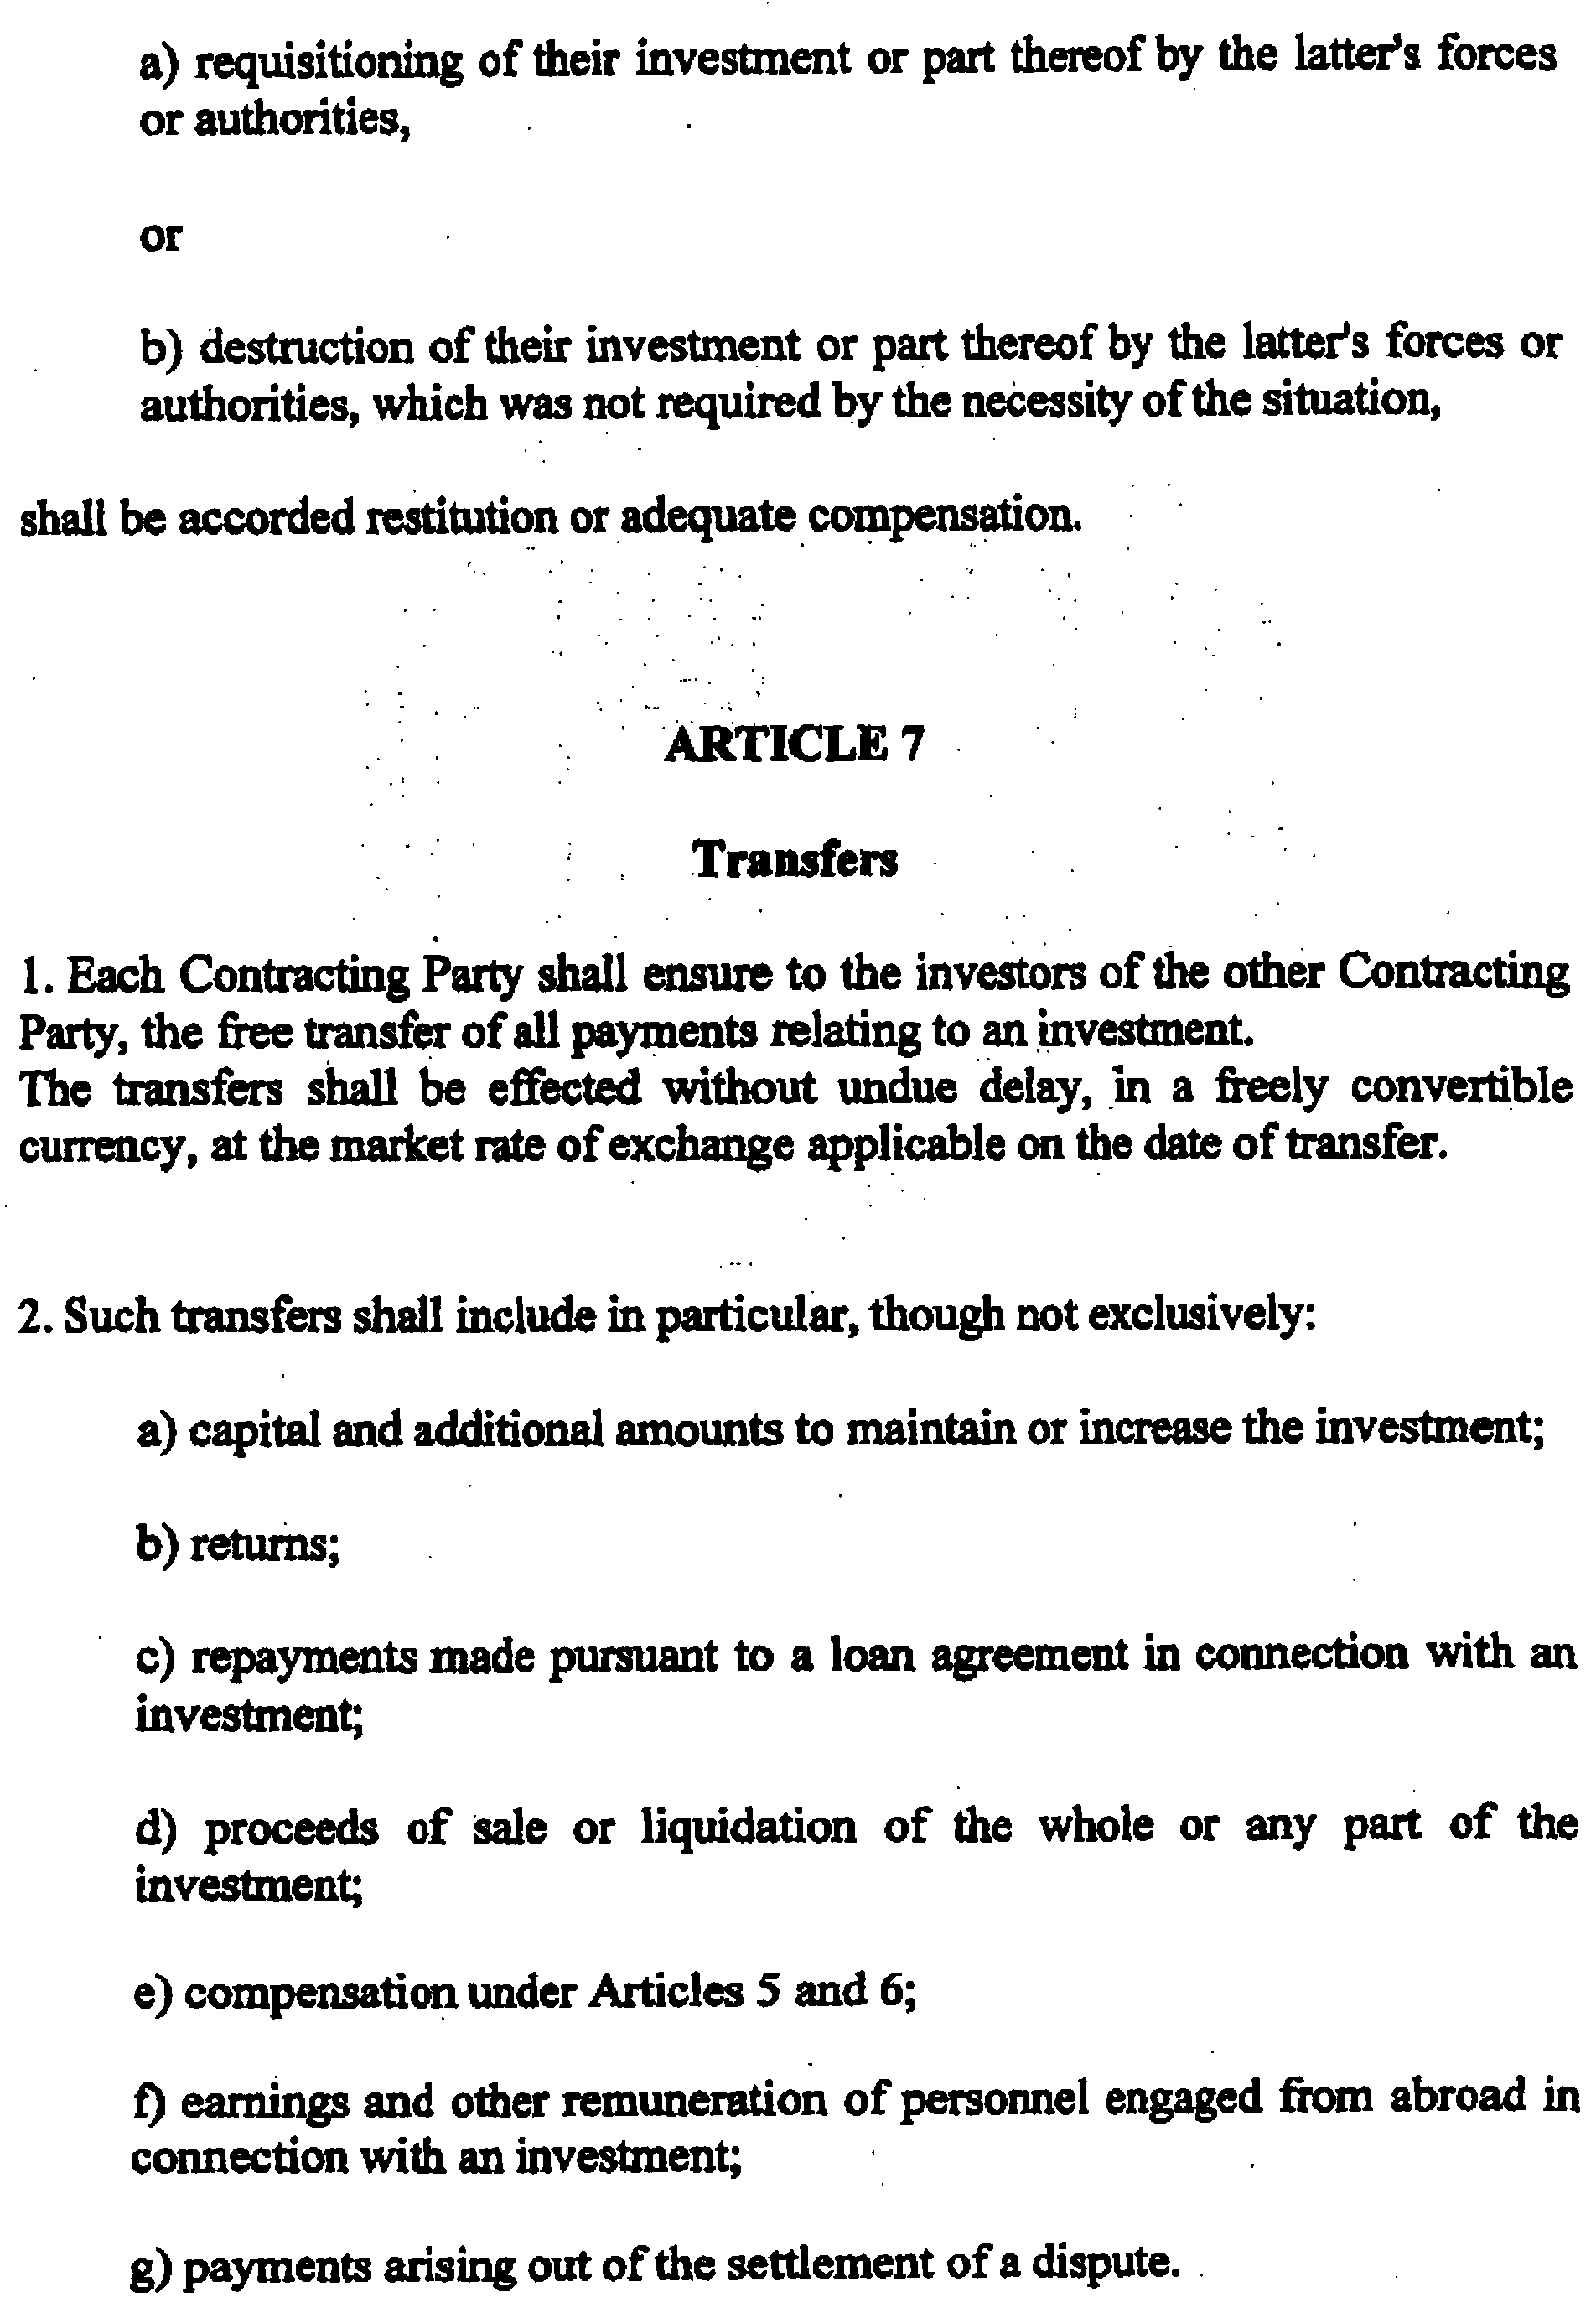 a) requisitioning of their investment or part thereof by the latter's forces
or authorities,
or
b) destruction of their investment or part thereof by the latter's forces or
authorities, which was not required by the necessity of the situation,
shall be accorded restitution or adequate compensation.
ARTICLE 7
Transfers
1. Each Contracting Party shall ensure to the investors of the other Contracting
Party, the free transfer of all payments relating to an investment.
The transfers shall be effected without undue delay, in a freely convertible
currency, at the market rate of exchange applicable on the date of transfer.
2. Such transfers shall include in particular, though not exclusively:
a) capital and additional amounts to maintain or increase the investment;
b) returns;
c) repayments made pursuant to a loan agreement in connection with an
investment;
d) proceeds of sale or liquidation of the whole or any part of the
investment;
e) compensation under Articles 5 and 6;
f) earnings and other remuneration of personnel engaged from abroad in
connection with an investment;
g) payments arising out of the settlement of a dispute.